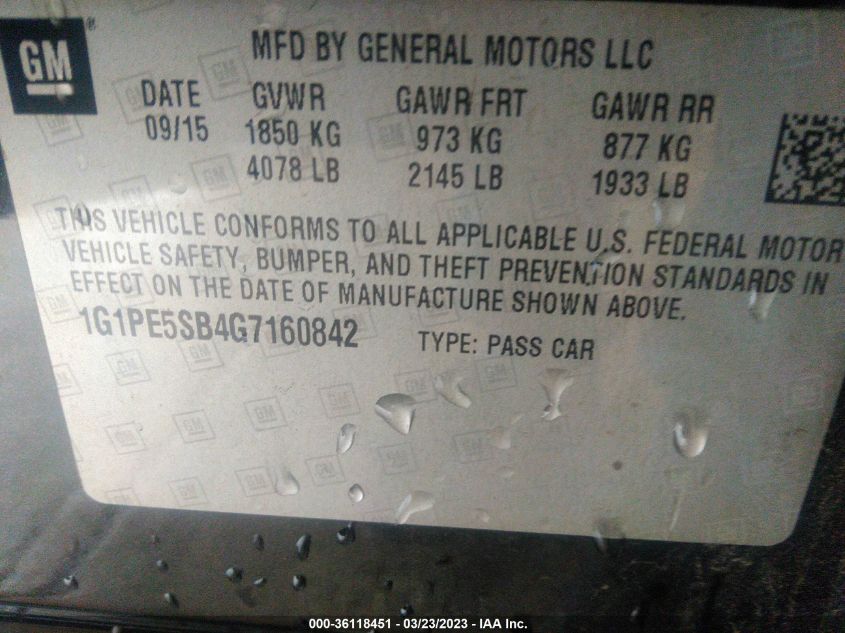 GM®
MFD BY GENERAL MOTORS LLC
DATE GVWR GAWR FRT GAWR RR
09/15 1850 KG 973 KG 877 KG
4078 LB 2145 LB 1933 LB
THIS VEHICLE CONFORMS TO ALL APPLICABLE U.S. FEDERAL MOTOR
VEHICLE SAFETY, BUMPER, AND THEFT PREVENTION STANDARDS IN
EFFECT ON THE DATE OF MANUFACTURE SHOWN ABOVE.
1G1PE5SB4G7160842 TYPE: PASS CAR
000-36118451 / 03/23/2023 - IAA Inc.